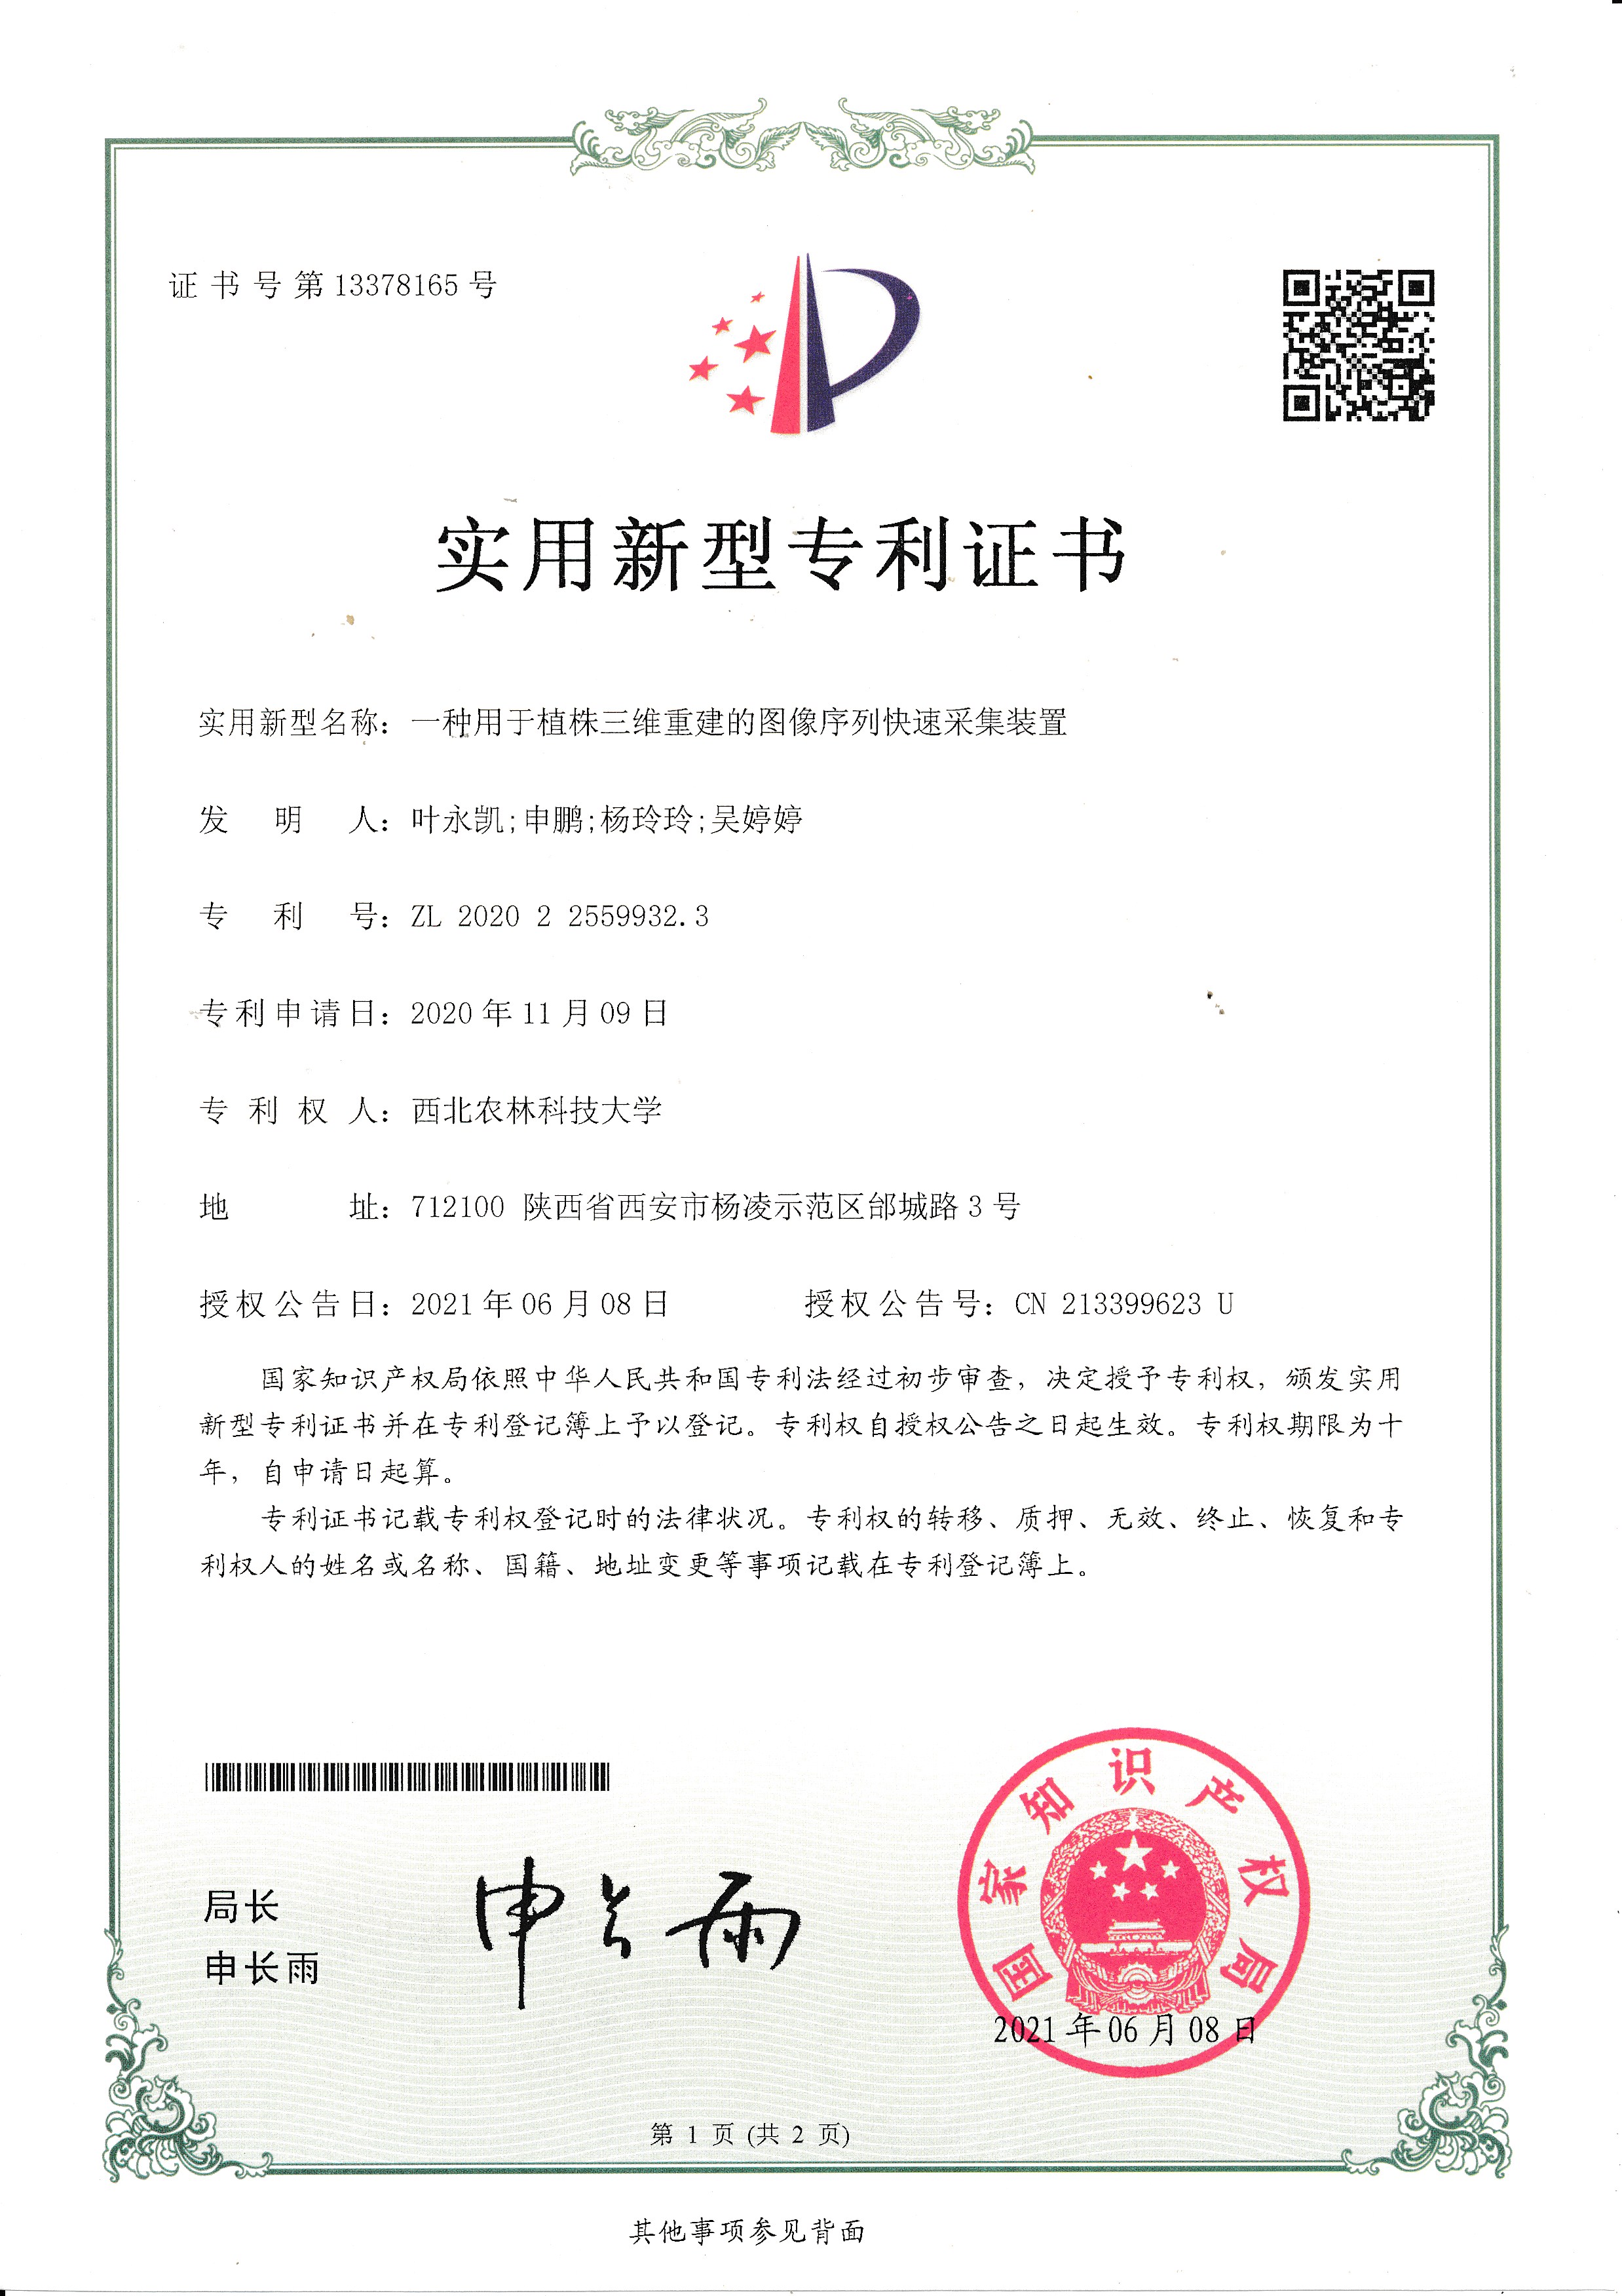 证书号第13378165号
实用新型专利证书
实用新型名称：一种用于植株三维重建的图像序列快速采集装置
发明人：叶永凯;申鹏;杨玲玲;吴婷婷
专利号：ZL 2020 2 2559932.3
专利申请日：2020年11月09日
专利权人：西北农林科技大学
地址：712100 陕西省西安市杨凌示范区邰城路3号
授权公告日：2021年06月08日 授权公告号：CN 213399623 U
国家知识产权局依照中华人民共和国专利法经过初步审查，决定授予专利权，颁发实用
新型专利证书并在专利登记簿上予以登记。专利权自授权公告之日起生效。专利权期限为十
年，自申请日起算。
专利证书记载专利权登记时的法律状况。专利权的转移、质押、无效、终止、恢复和专
利权人的姓名或名称、国籍、地址变更等事项记载在专利登记簿上。
局长
申长雨
申长雨
国家知识产权局
2021年06月08日
第 1 页 (共 2 页)
其他事项参见背面